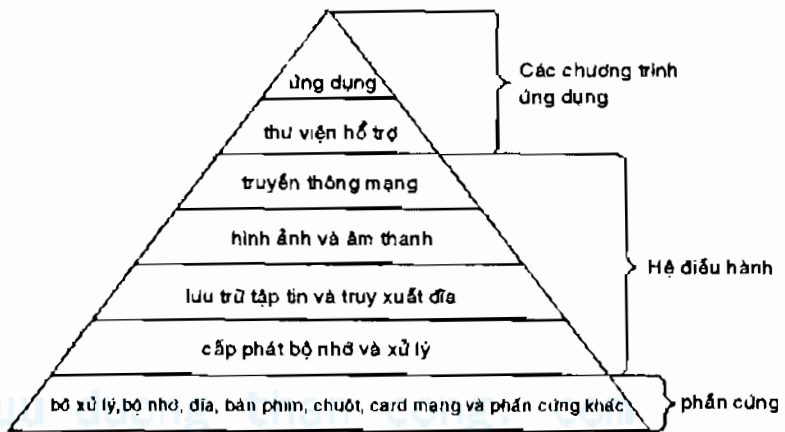 ứng dụng
thư viện hổ trợ
truyền thông mạng
hình ảnh và âm thanh
lưu trữ tập tin và truy xuất đĩa
cấp phát bộ nhớ và xử lý
bô xử lý, bộ nhớ, đĩa, bàn phím, chuột, card mạng và phần cứng khác
Các chương trình
ứng dụng
Hệ điều hành
phần cứng